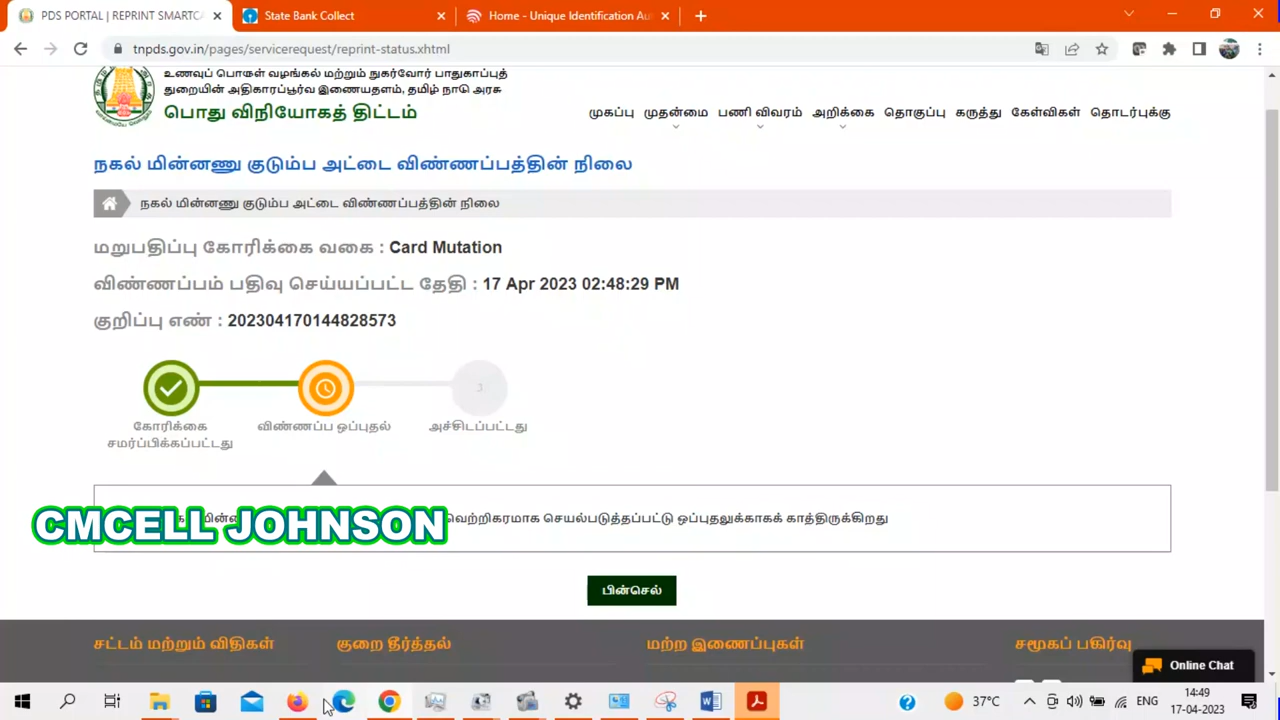 PDS PORTAL | REPRINT SMARTCA
State Bank Collect
Home - Unique Identification Au
tnpds.gov.in/pages/servicerequest/reprint-status.xhtml
உணவுப் பொருள் வழங்கல் மற்றும் நுகர்வோர் பாதுகாப்புத்
துறையின் அதிகாரப்பூர்வ இணையதளம், தமிழ் நாடு அரசு
பொது விநியோகத் திட்டம்
முகப்பு முதன்மை பணி விவரம் அறிக்கை தொகுப்பு கருத்து கேள்விகள் தொடர்புக்கு
நகல் மின்னணு குடும்ப அட்டை விண்ணப்பத்தின் நிலை
நகல் மின்னணு குடும்ப அட்டை விண்ணப்பத்தின் நிலை
மறுபதிப்பு கோரிக்கை வகை : Card Mutation
விண்ணப்பம் பதிவு செய்யப்பட்ட தேதி : 17 Apr 2023 02:48:29 PM
குறிப்பு எண் : 202304170144828573
3
கோரிக்கை சமர்ப்பிக்கப்பட்டது
விண்ணப்ப ஒப்புதல்
அச்சிடப்பட்டது
வெற்றிகரமாக செயல்படுத்தப்பட்டு ஒப்புதலுக்காகக் காத்திருக்கிறது
CMCELL JOHNSON
பின்செல்
சட்டம் மற்றும் விதிகள்
குறை தீர்த்தல்
மற்ற இணைப்புகள்
சமூகப் பகிர்வு
Online Chat
37°C
ENG
14:49
17-04-2023